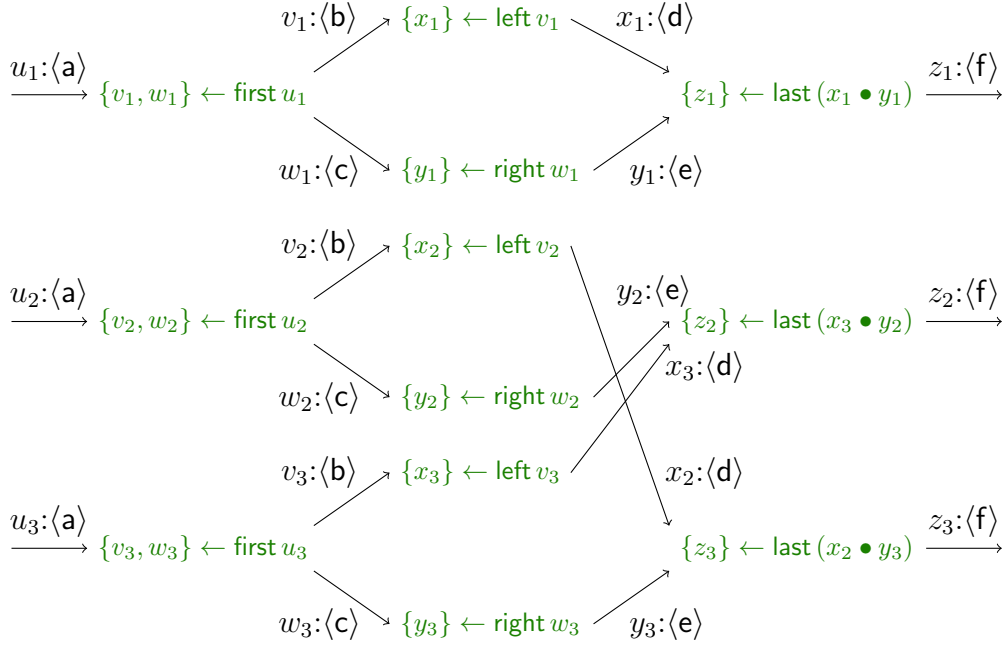 v₁:⟨b⟩ {x₁} ← left v₁ x₁:⟨d⟩
u₁:⟨a⟩ z₁:⟨f⟩
{v₁, w₁} ← first u₁ {z₁} ← last (x₁ • y₁)
w₁:⟨c⟩ {y₁} ← right w₁ y₁:⟨e⟩
v₂:⟨b⟩ {x₂} ← left v₂
u₂:⟨a⟩ y₂:⟨e⟩ z₂:⟨f⟩
{v₂, w₂} ← first u₂ {z₂} ← last (x₃ • y₂)
x₃:⟨d⟩
w₂:⟨c⟩ {y₂} ← right w₂
v₃:⟨b⟩ {x₃} ← left v₃ x₂:⟨d⟩
u₃:⟨a⟩ z₃:⟨f⟩
{v₃, w₃} ← first u₃ {z₃} ← last (x₂ • y₃)
w₃:⟨c⟩ {y₃} ← right w₃ y₃:⟨e⟩